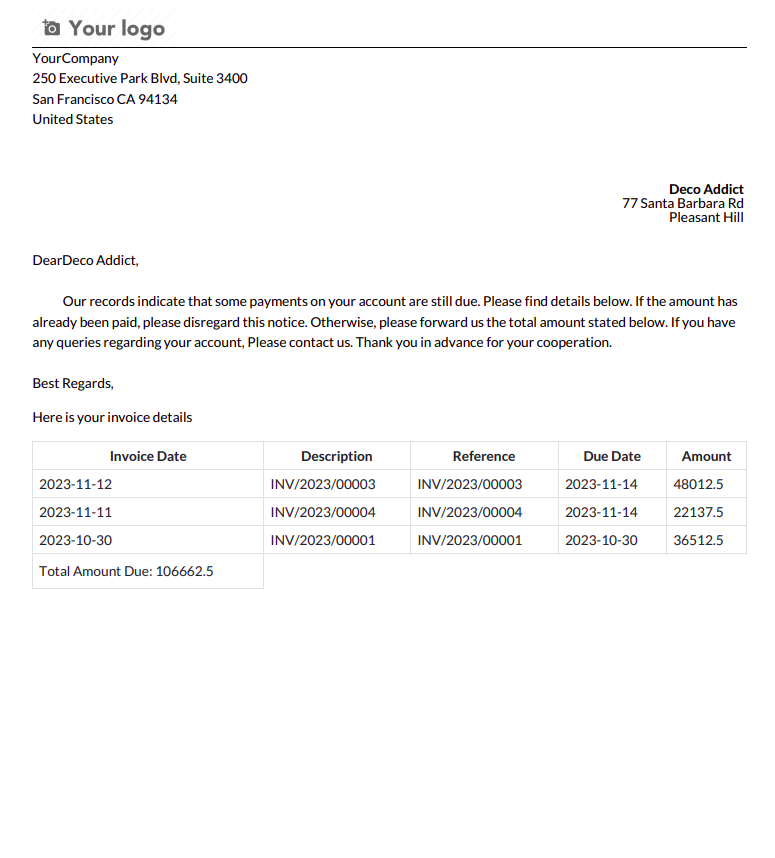 Your logo
YourCompany
250 Executive Park Blvd, Suite 3400
San Francisco CA 94134
United States
Deco Addict
77 Santa Barbara Rd
Pleasant Hill
DearDeco Addict,
Our records indicate that some payments on your account are still due. Please find details below. If the amount has
already been paid, please disregard this notice. Otherwise, please forward us the total amount stated below. If you have
any queries regarding your account, Please contact us. Thank you in advance for your cooperation.
Best Regards,
Here is your invoice details
Invoice Date Description Reference Due Date Amount
2023-11-12 INV/2023/00003 INV/2023/00003 2023-11-14 48012.5
2023-11-11 INV/2023/00004 INV/2023/00004 2023-11-14 22137.5
2023-10-30 INV/2023/00001 INV/2023/00001 2023-10-30 36512.5
Total Amount Due: 106662.5